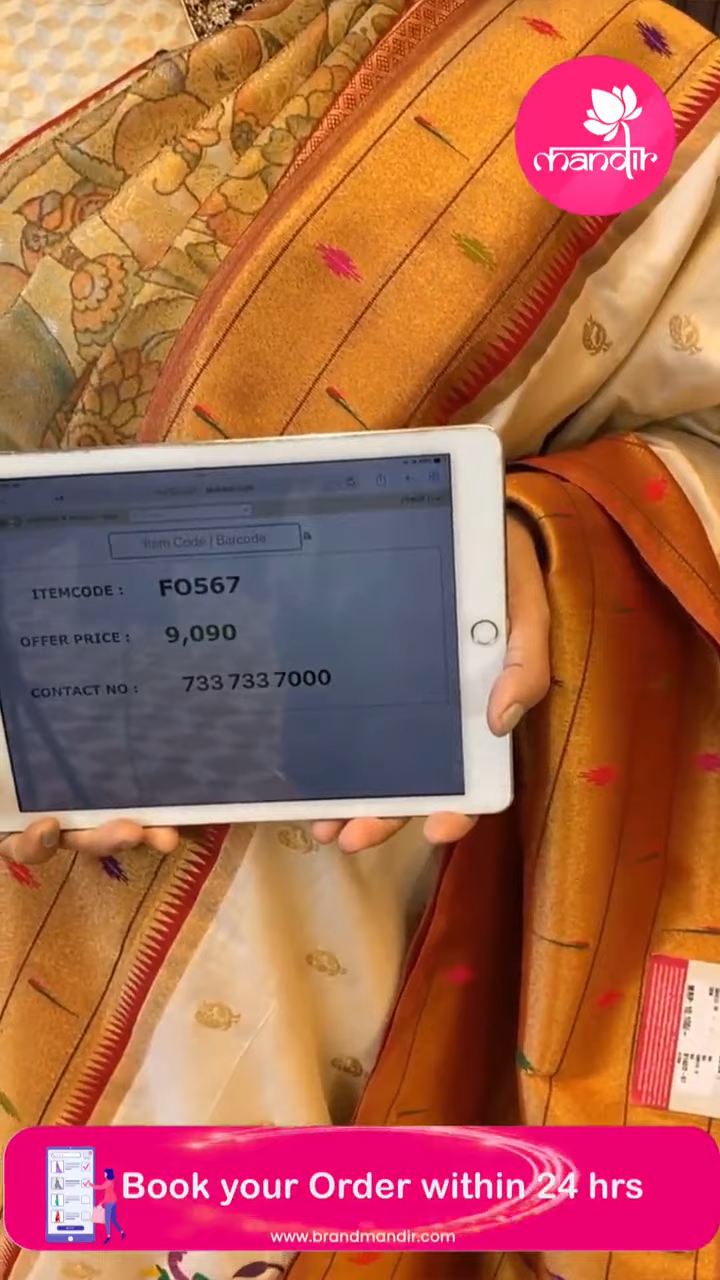 mandir
Item Code | Barcode
ITEMCODE : FO567
OFFER PRICE : 9,090
CONTACT NO : 733 733 7000
Book your Order within 24 hrs
www.brandmandir.com